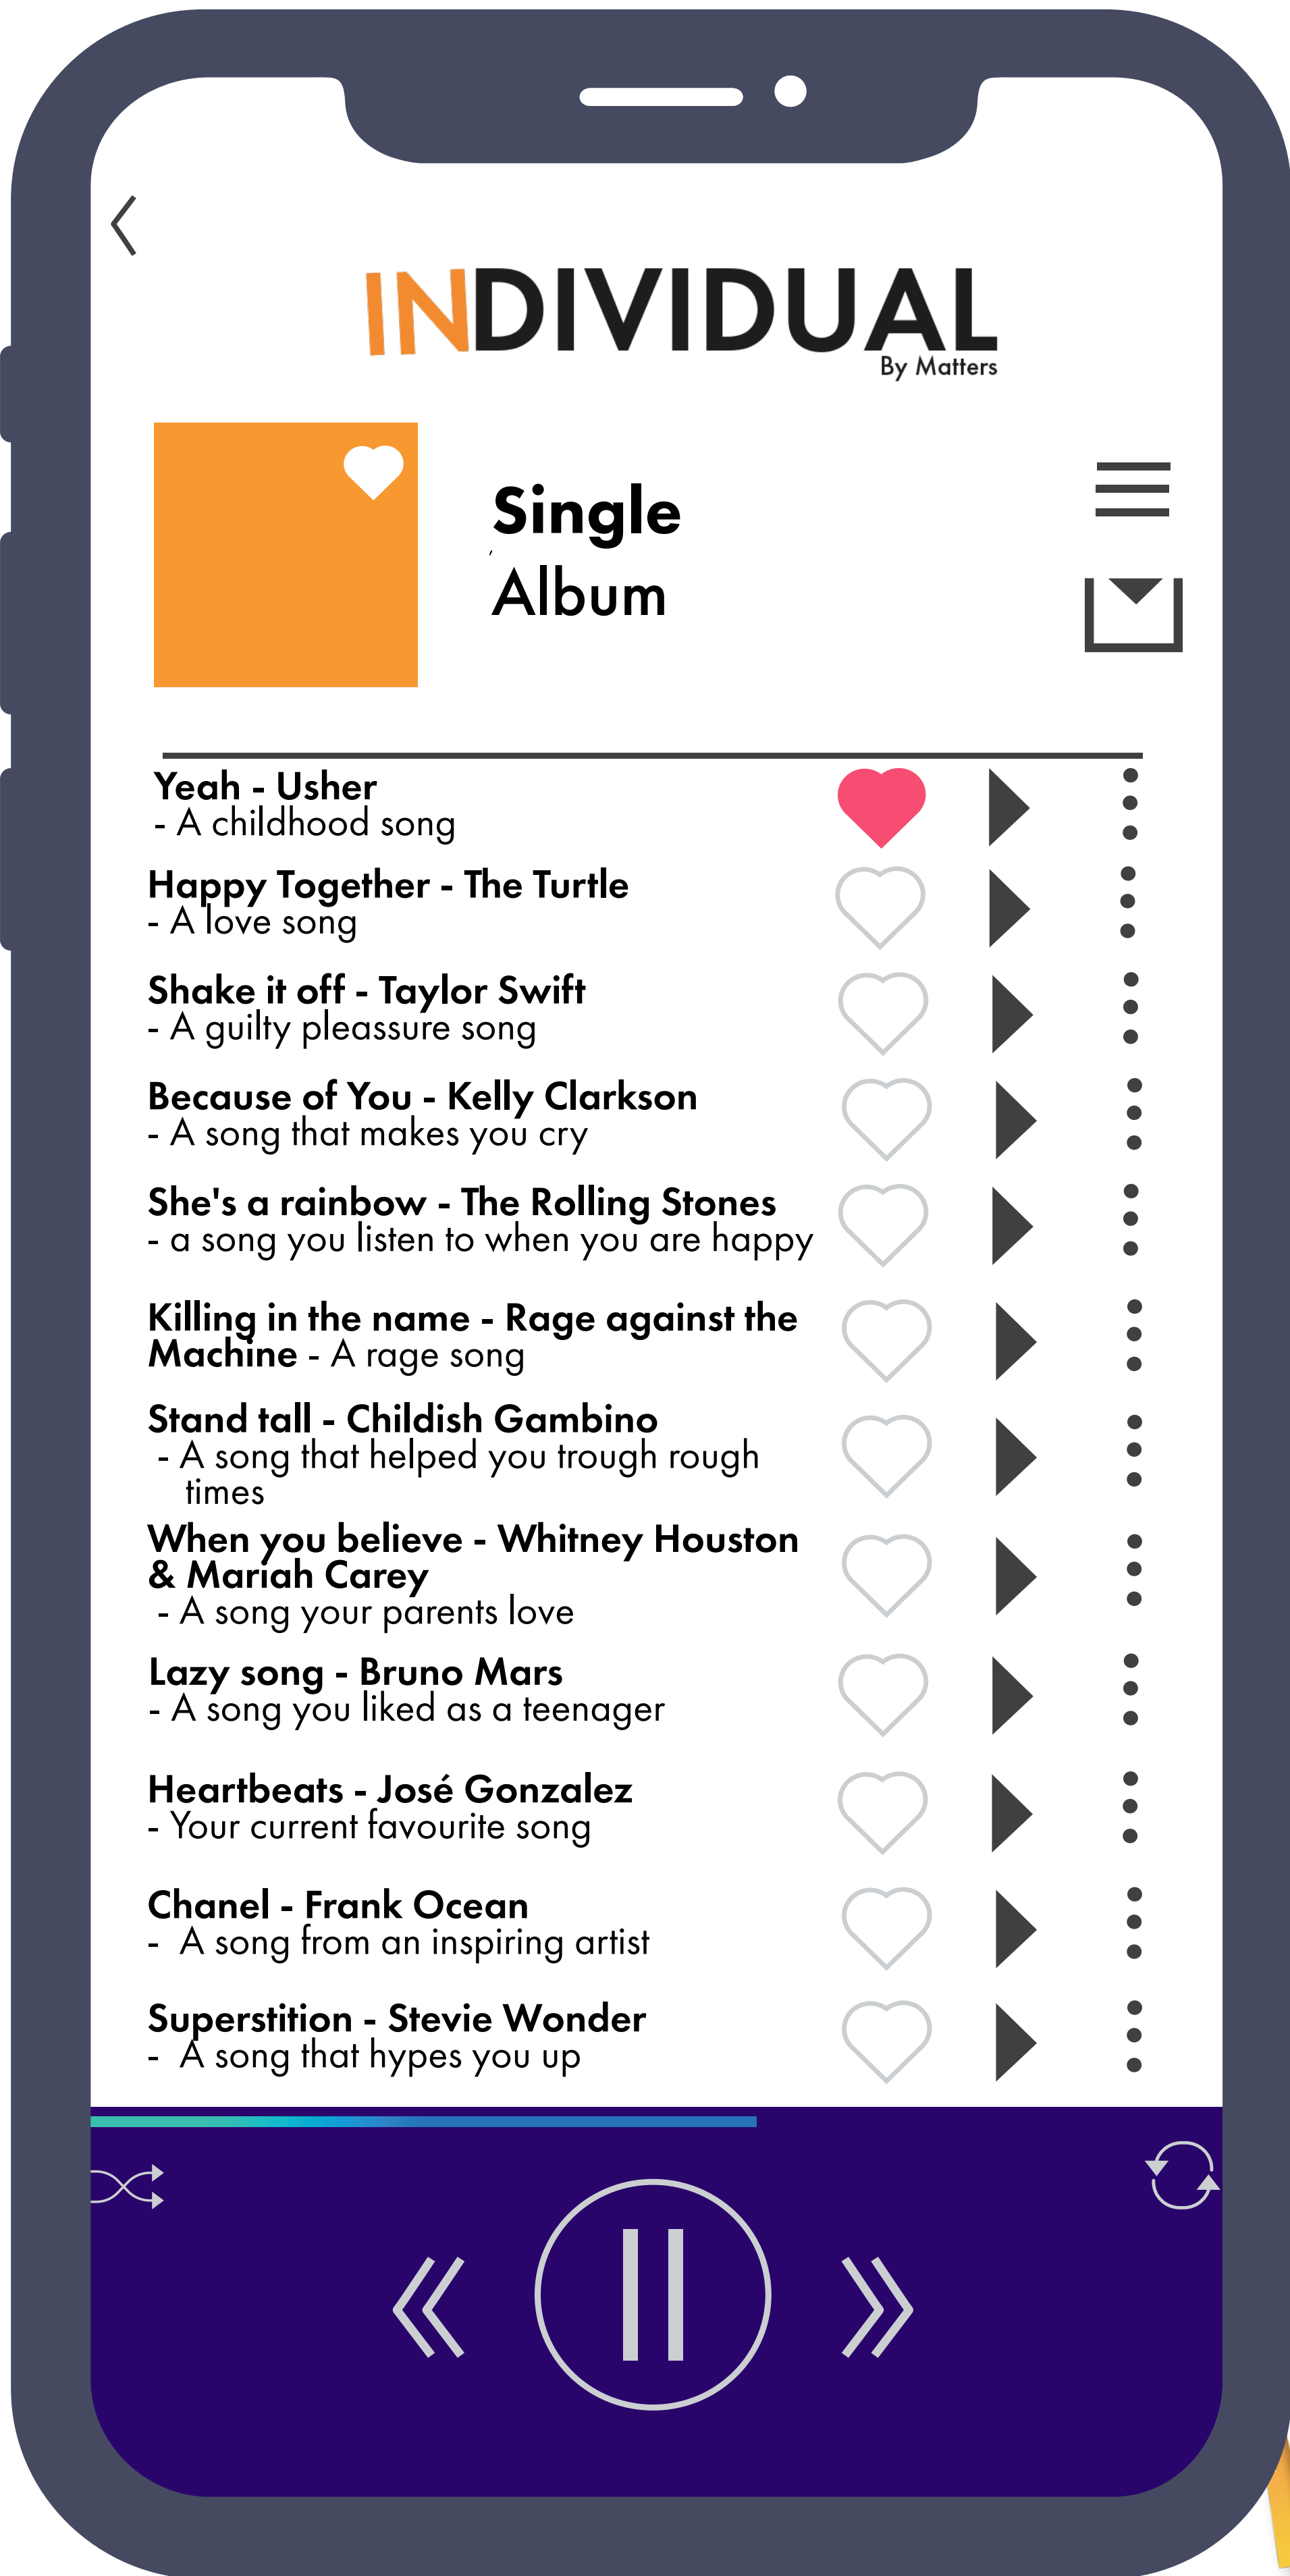 INDIVIDUAL
By Matters
Single
Album
Yeah - Usher
- A childhood song
Happy Together - The Turtle
- A love song
Shake it off - Taylor Swift
- A guilty pleassure song
Because of You - Kelly Clarkson
- A song that makes you cry
She's a rainbow - The Rolling Stones
- a song you listen to when you are happy
Killing in the name - Rage against the
Machine - A rage song
Stand tall - Childish Gambino
- A song that helped you trough rough
times
When you believe - Whitney Houston
& Mariah Carey
- A song your parents love
Lazy song - Bruno Mars
- A song you liked as a teenager
Heartbeats - José Gonzalez
- Your current favourite song
Chanel - Frank Ocean
- A song from an inspiring artist
Superstition - Stevie Wonder
- A song that hypes you up